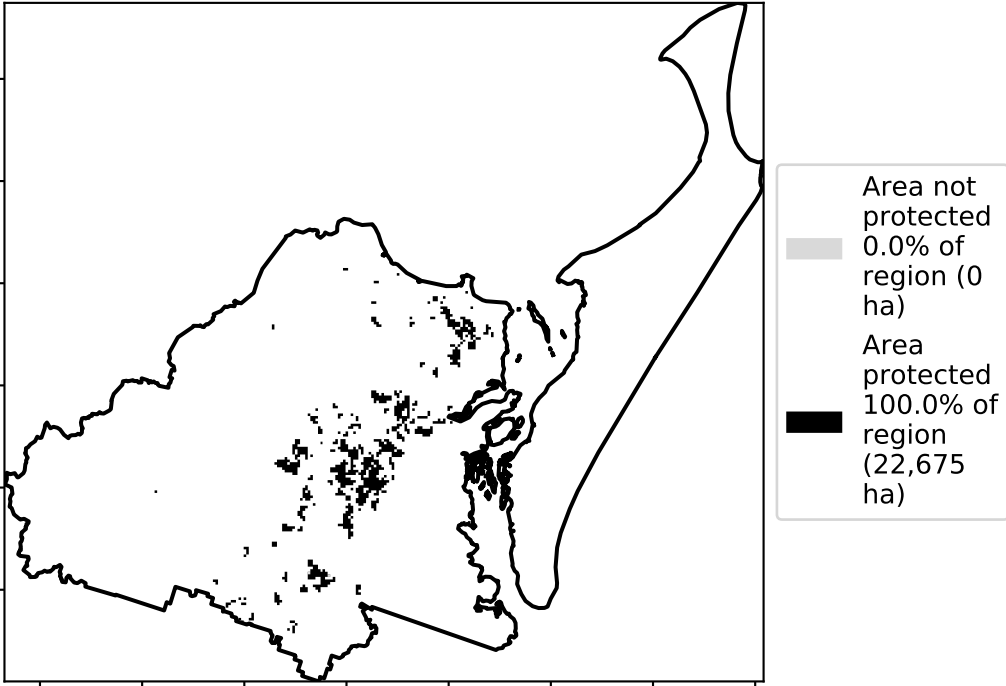 Area not
protected
0.0% of
region (0
ha)
Area
protected
100.0% of
region
(22,675
ha)